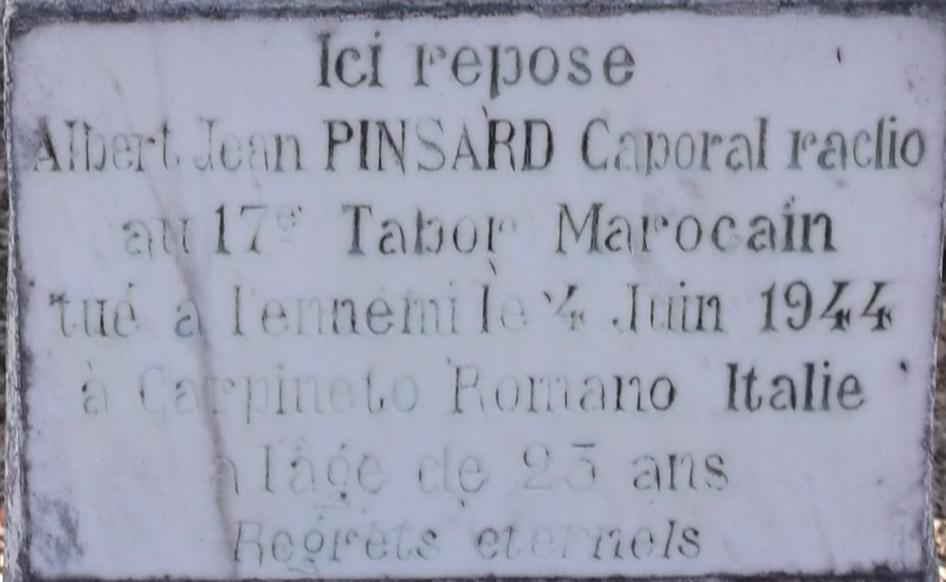 Ici repose
Albert Jean PINSARD Caporal radio
au 17e Tabor Marocain
tué à l'ennemi le 4 Juin 1944
à Carpineto Romano Italie
à l'âge de 23 ans
Regrets eternels